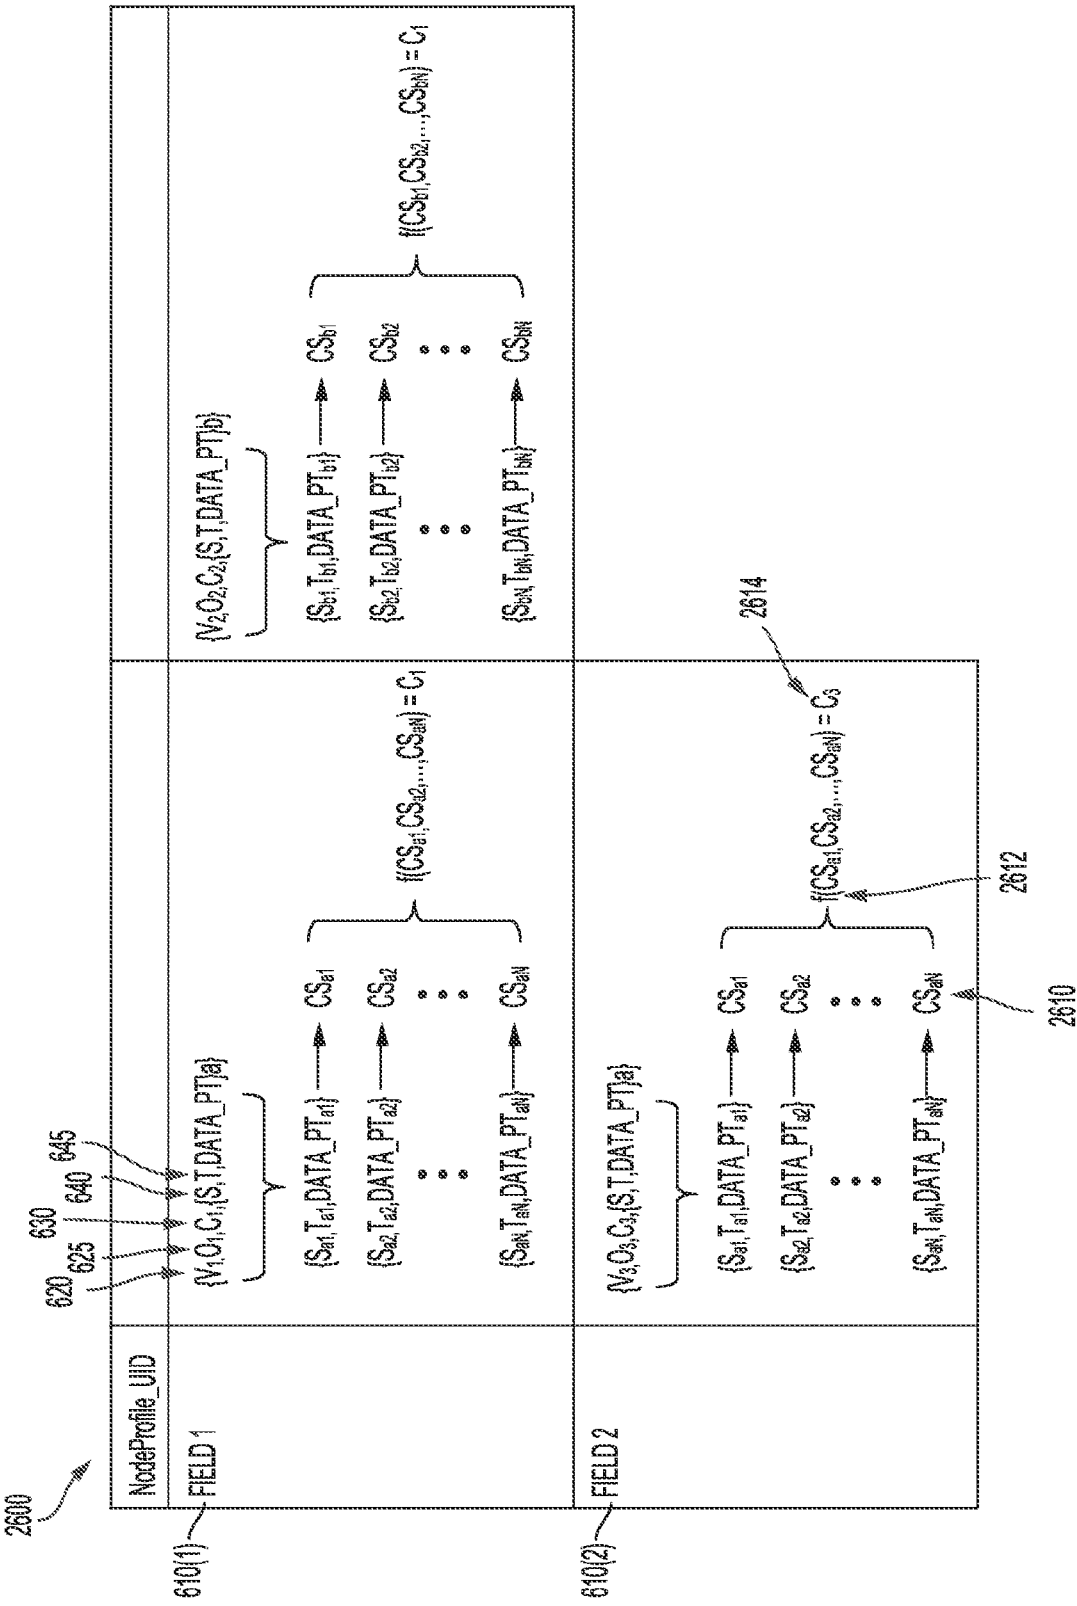 2600
NodeProfile_UID
610(1)
FIELD 1
620
625
630
640
645
{V1,O1,C1,{S,T,DATA_PT}a}
{Sa1,Ta1,DATA_PTa1} → CSa1
{Sa2,Ta2,DATA_PTa2} → CSa2
{SaN,TaN,DATA_PTaN} → CSaN
f(CSa1,CSa2,...,CSaN) = C1
{V2,O2,C2,{S,T,DATA_PT}b}
{Sb1,Tb1,DATA_PTb1} → CSb1
{Sb2,Tb2,DATA_PTb2} → CSb2
{SbN,TbN,DATA_PTbN} → CSbN
f(CSb1,CSb2,...,CSbN) = C1
610(2)
FIELD 2
{V3,O3,C3,{S,T,DATA_PT}a}
{Sa1,Ta1,DATA_PTa1} → CSa1
{Sa2,Ta2,DATA_PTa2} → CSa2
{SaN,TaN,DATA_PTaN} → CSaN
f(CSa1,CSa2,...,CSaN) = C3
2610
2612
2614